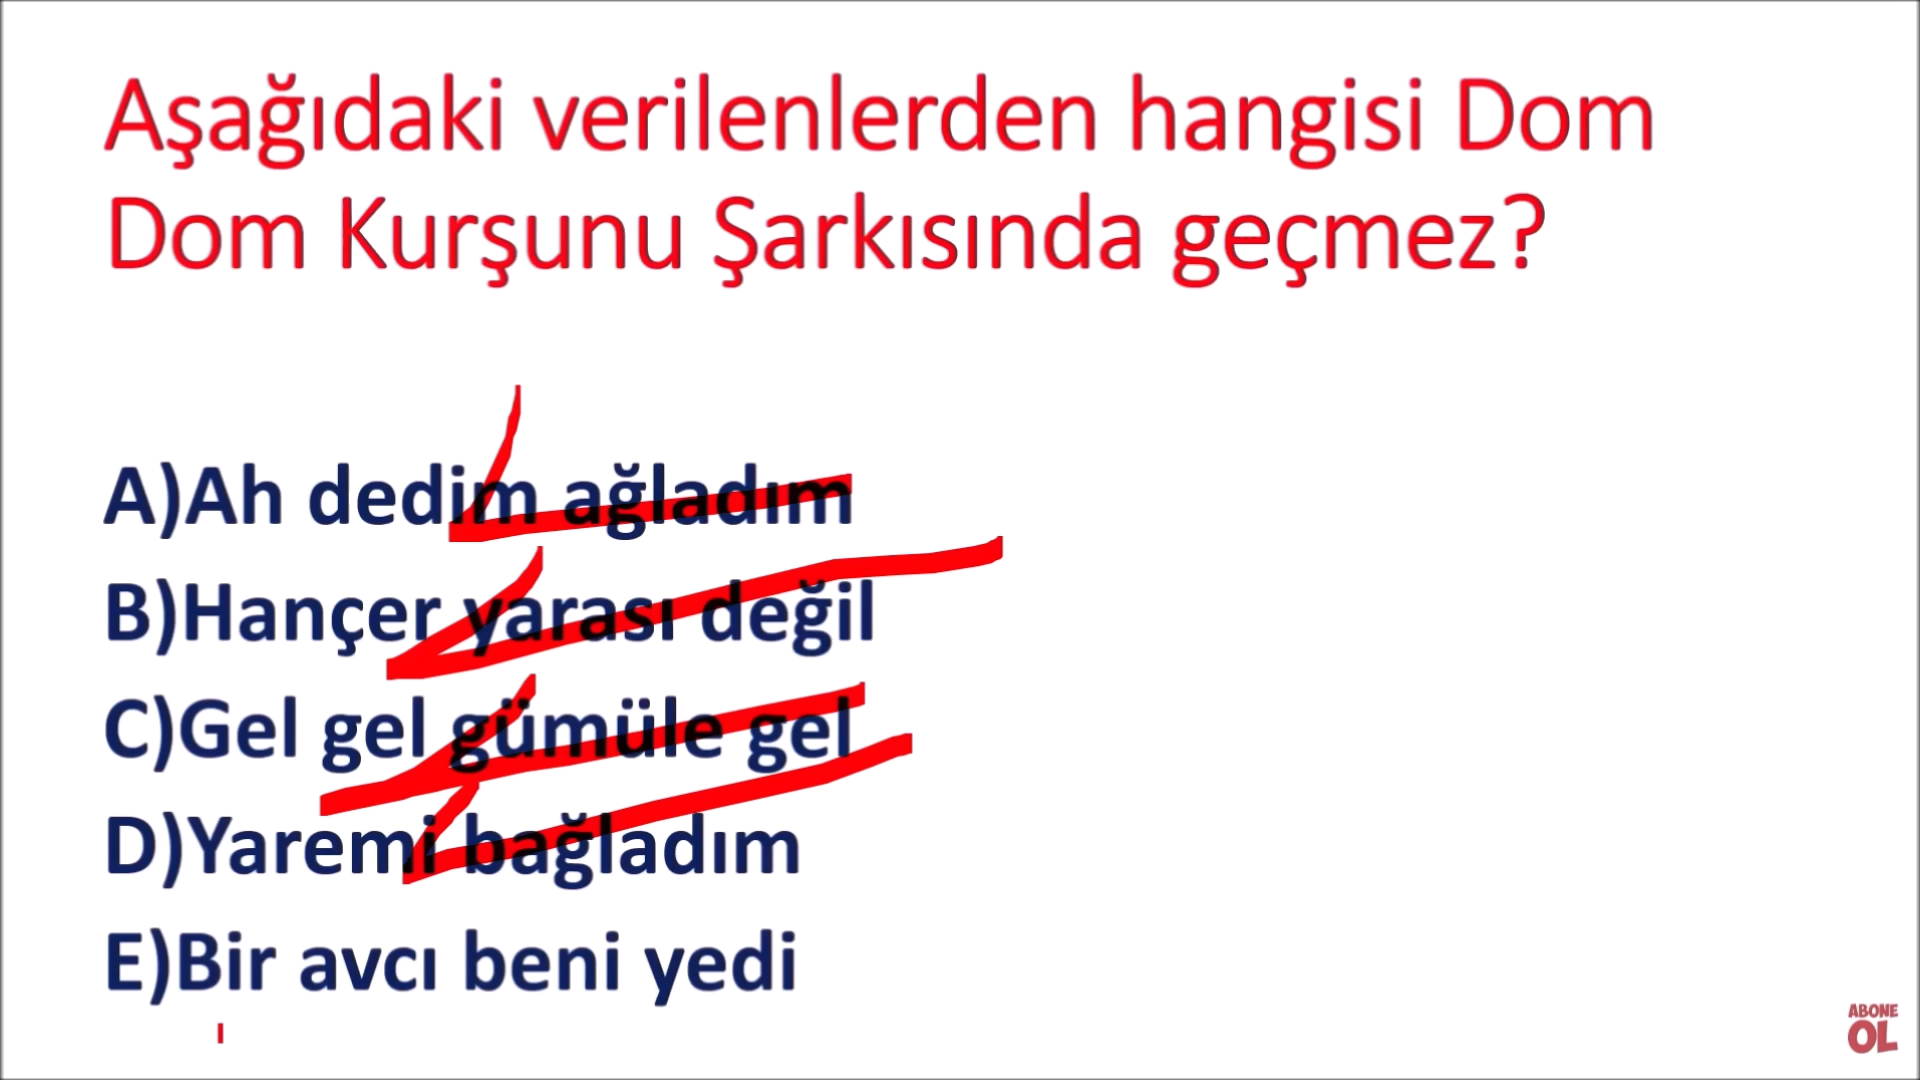 Aşağıdaki verilenlerden hangisi Dom
Dom Kurşunu Şarkısında geçmez?
A)Ah dedim ağladım
B)Hançer yarası değil
C)Gel gel gümüle gel
D)Yaremi bağladım
E)Bir avcı beni yedi
ABONE
OL